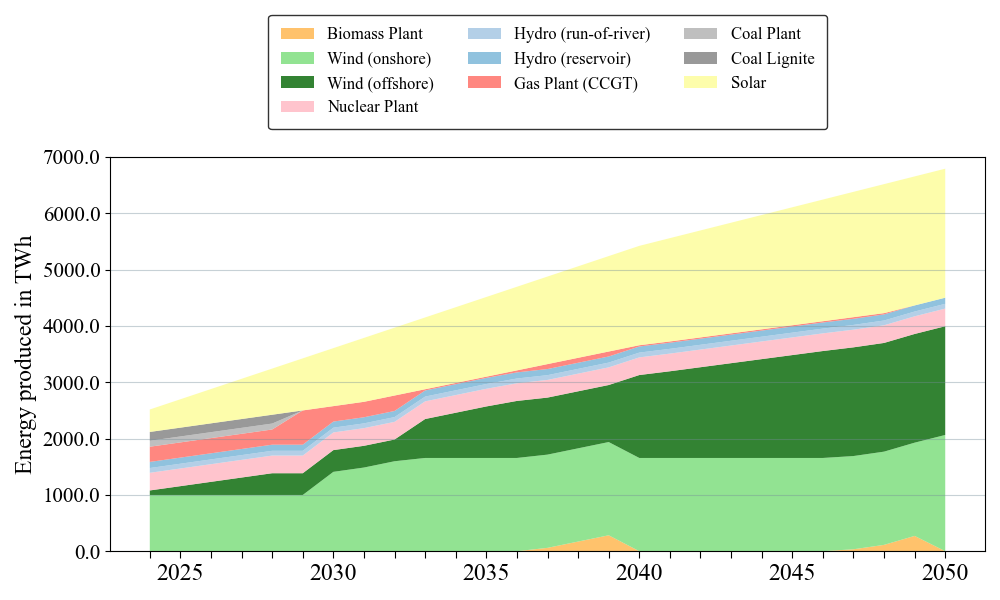 Biomass Plant
Wind (onshore)
Wind (offshore)
Nuclear Plant
Hydro (run-of-river)
Hydro (reservoir)
Gas Plant (CCGT)
Coal Plant
Coal Lignite
Solar
Energy produced in TWh
7000.0
6000.0
5000.0
4000.0
3000.0
2000.0
1000.0
0.0
2025 2030 2035 2040 2045 2050